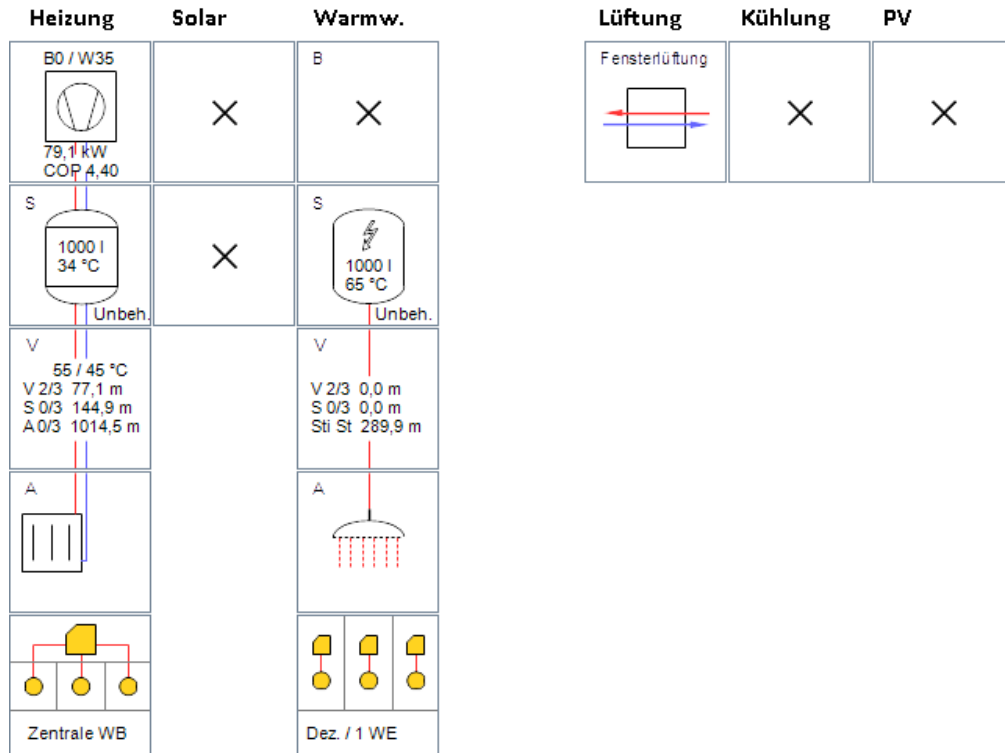 Heizung
Solar
Warmw.
Lüftung
Kühlung
PV
B0 / W35
79,1 kW
COP 4,40
B
Fensterlüftung
S
1000 l
34 °C
Unbeh.
S
1000 l
65 °C
Unbeh.
V
55 / 45 °C
V 2/3 77,1 m
S 0/3 144,9 m
A 0/3 1014,5 m
V
V 2/3 0,0 m
S 0/3 0,0 m
Sti St 289,9 m
A
A
Zentrale WB
Dez. / 1 WE